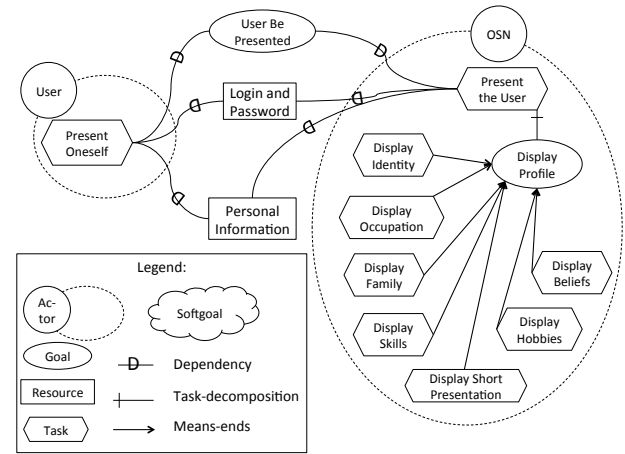 User Be
Presented
OSN
User
Login and
Password
Present
the User
Present
Oneself
Display
Identity
Display
Profile
Personal
Information
Display
Occupation
Display
Family
Display
Beliefs
Display
Skills
Display
Hobbies
Display Short
Presentation
Legend:
Ac-
tor
Softgoal
Goal
D Dependency
Resource
Task-decomposition
Task
Means-ends
D
D
D
D
D
D